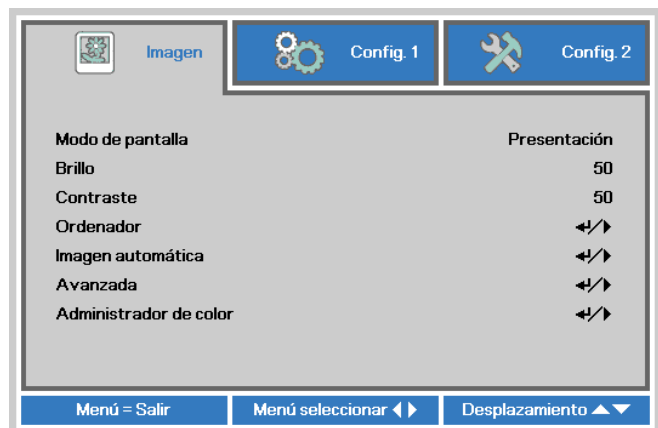 Imagen Config. 1 Config. 2
Modo de pantalla Presentación
Brillo 50
Contraste 50
Ordenador ↵/▶
Imagen automática ↵/▶
Avanzada ↵/▶
Administrador de color ↵/▶
Menú = Salir Menú seleccionar ◀▶ Desplazamiento ▲▼